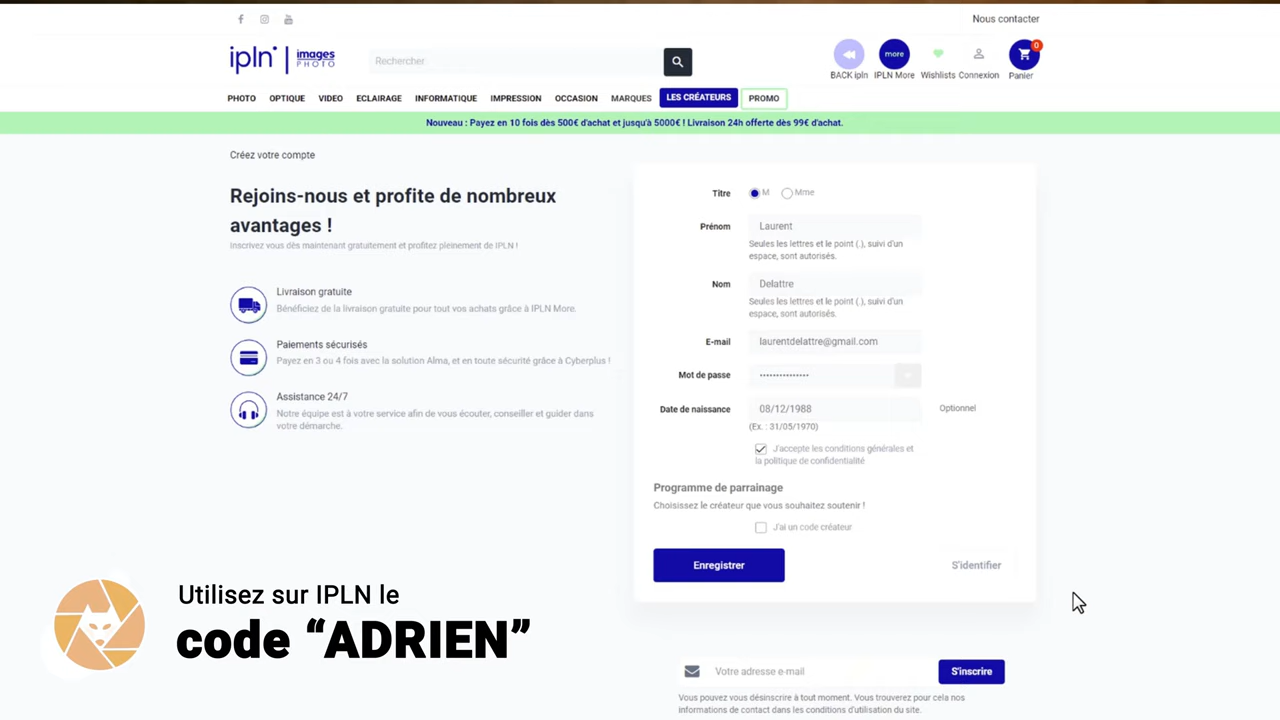 Nous contacter
ipln | images PHOTO
Rechercher
BACK ipln
more
IPLN More
Wishlists
Connexion
0
Panier
PHOTO OPTIQUE VIDEO ECLAIRAGE INFORMATIQUE IMPRESSION OCCASION MARQUES LES CRÉATEURS PROMO
Nouveau : Payez en 10 fois dès 500€ d'achat et jusqu'à 5000€ ! Livraison 24h offerte dès 99€ d'achat.
Créez votre compte
Rejoins-nous et profite de nombreux
avantages !
Inscrivez vous dès maintenant gratuitement et profitez pleinement de IPLN !
Livraison gratuite
Bénéficiez de la livraison gratuite pour tout vos achats grâce à IPLN More.
Paiements sécurisés
Payez en 3 ou 4 fois avec la solution Alma, et en toute sécurité grâce à Cyberplus !
Assistance 24/7
Notre équipe est à votre service afin de vous écouter, conseiller et guider dans
votre démarche.
Titre M Mme
Prénom Laurent
Seules les lettres et le point (.), suivi d'un
espace, sont autorisés.
Nom Delattre
Seules les lettres et le point (.), suivi d'un
espace, sont autorisés.
E-mail laurentdelattre@gmail.com
Mot de passe ···············
Date de naissance 08/12/1988 Optionnel
(Ex. : 31/05/1970)
J'accepte les conditions générales et
la politique de confidentialité
Programme de parrainage
Choisissez le créateur que vous souhaitez soutenir !
J'ai un code créateur
Enregistrer S'identifier
Utilisez sur IPLN le
code “ADRIEN”
Votre adresse e-mail S'inscrire
Vous pouvez vous désinscrire à tout moment. Vous trouverez pour cela nos
informations de contact dans les conditions d'utilisation du site.